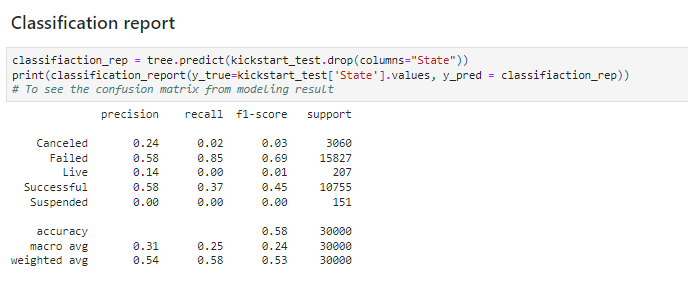 Classification report
classifiaction_rep = tree.predict(kickstart_test.drop(columns="State"))
print(classification_report(y_true=kickstart_test['State'].values, y_pred = classifiaction_rep))
# To see the confusion matrix from modeling result
precision recall f1-score support
Canceled 0.24 0.02 0.03 3060
Failed 0.58 0.85 0.69 15827
Live 0.14 0.00 0.01 207
Successful 0.58 0.37 0.45 10755
Suspended 0.00 0.00 0.00 151
accuracy 0.58 30000
macro avg 0.31 0.25 0.24 30000
weighted avg 0.54 0.58 0.53 30000